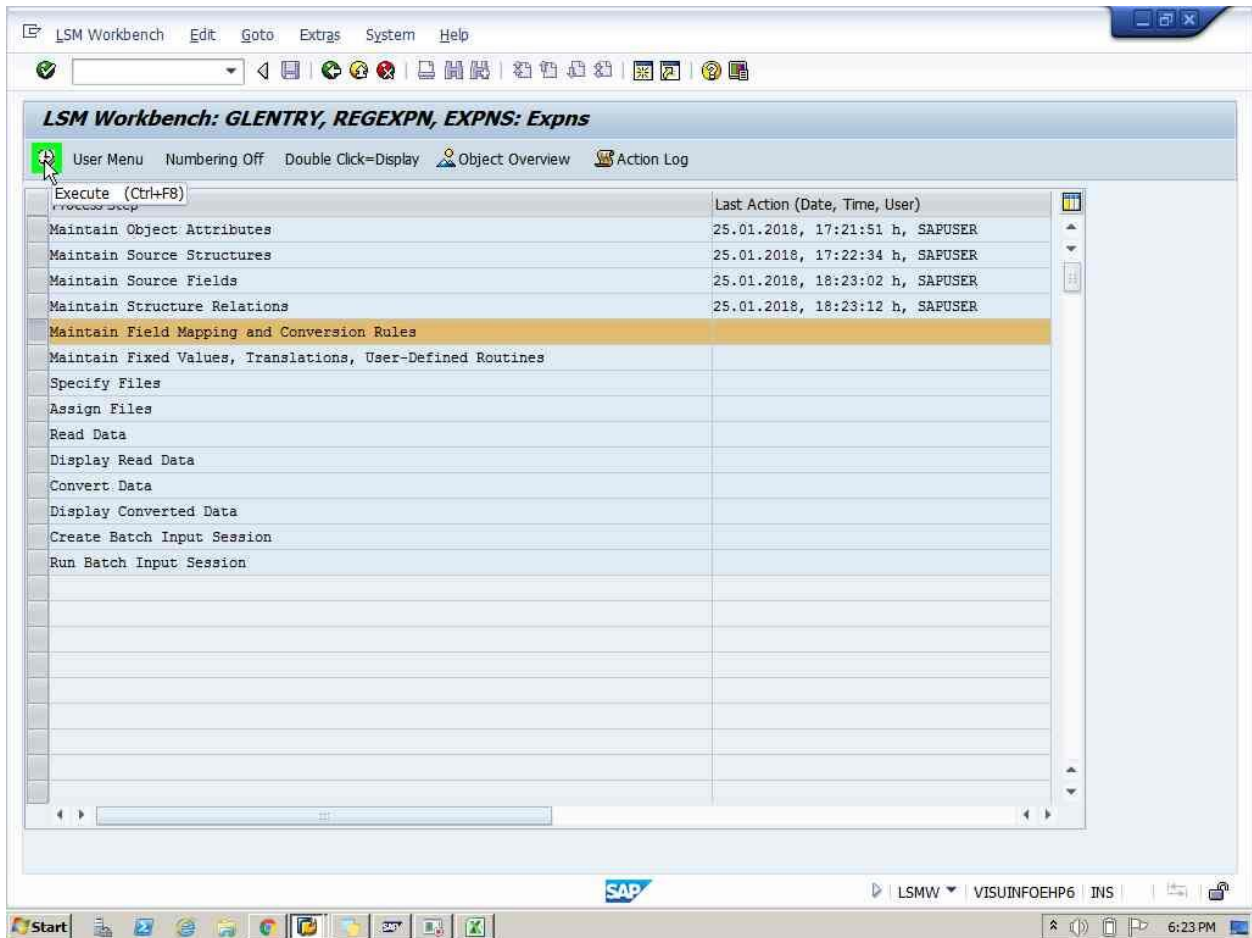 LSM Workbench Edit Goto Extras System Help
LSM Workbench: GLENTRY, REGEXPN, EXPNS: Expns
User Menu Numbering Off Double Click=Display Object Overview Action Log
Execute (Ctrl+F8)
Process Step Last Action (Date, Time, User)
Maintain Object Attributes 25.01.2018, 17:21:51 h, SAPUSER
Maintain Source Structures 25.01.2018, 17:22:34 h, SAPUSER
Maintain Source Fields 25.01.2018, 18:23:02 h, SAPUSER
Maintain Structure Relations 25.01.2018, 18:23:12 h, SAPUSER
Maintain Field Mapping and Conversion Rules
Maintain Fixed Values, Translations, User-Defined Routines
Specify Files
Assign Files
Read Data
Display Read Data
Convert Data
Display Converted Data
Create Batch Input Session
Run Batch Input Session
SAP LSMW VISUINFOEHP6 INS
Start 6:23 PM